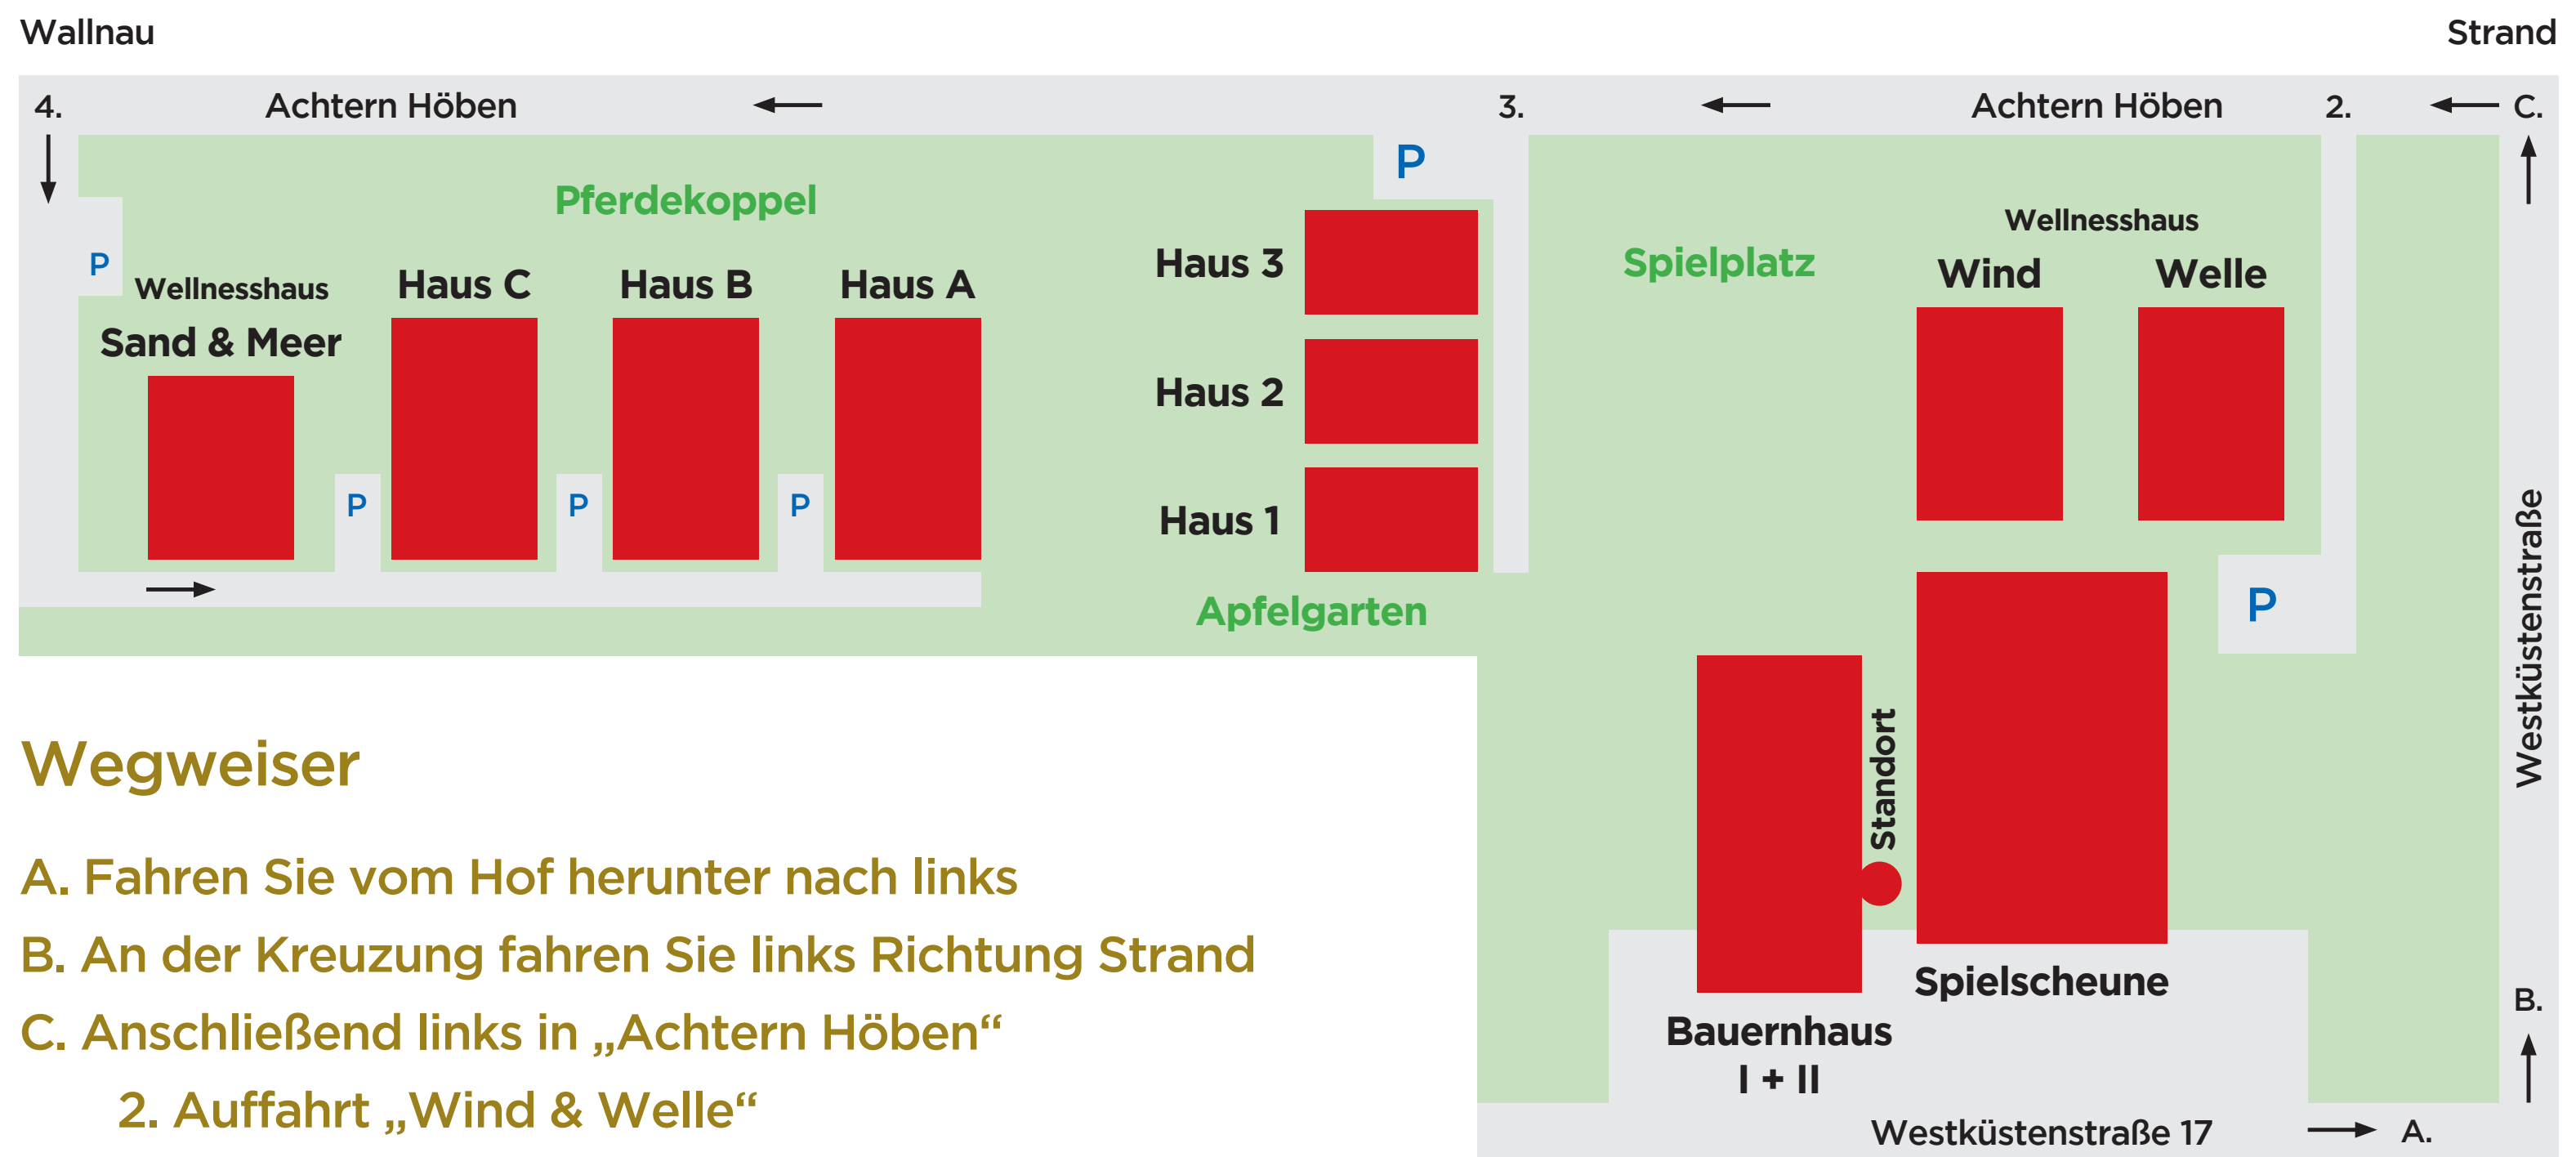 Wallnau
Strand
4.
Achtern Höben
3.
Achtern Höben
2.
C.
P
Pferdekoppel
Wellnesshaus
P
Haus 3
Spielplatz
Wind
Welle
Wellnesshaus
Haus C
Haus B
Haus A
Sand & Meer
Haus 2
P
P
P
Haus 1
Westküstenstraße
Apfelgarten
P
Standort
Wegweiser
A. Fahren Sie vom Hof herunter nach links
B. An der Kreuzung fahren Sie links Richtung Strand
C. Anschließend links in „Achtern Höben“
2. Auffahrt „Wind & Welle“
Spielscheune
B.
Bauernhaus
I + II
Westküstenstraße 17
A.